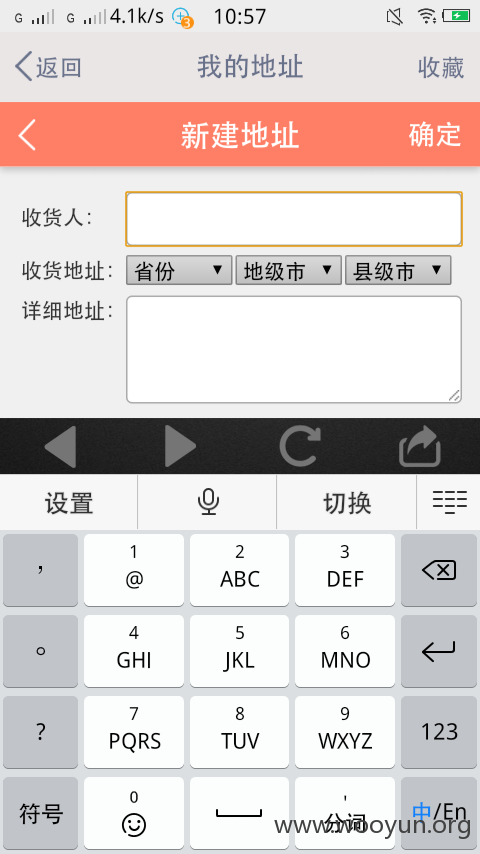 G G 4.1k/s 3 10:57
返回 我的地址 收藏
新建地址 确定
收货人:
收货地址: 省份 地级市 县级市
详细地址:
设置 切换
， 1 2 3
@ ABC DEF
。 4 5 6
GHI JKL MNO
? 7 8 9 123
PQRS TUV WXYZ
符号 0 ' 中/En
分词
www.wooyun.org